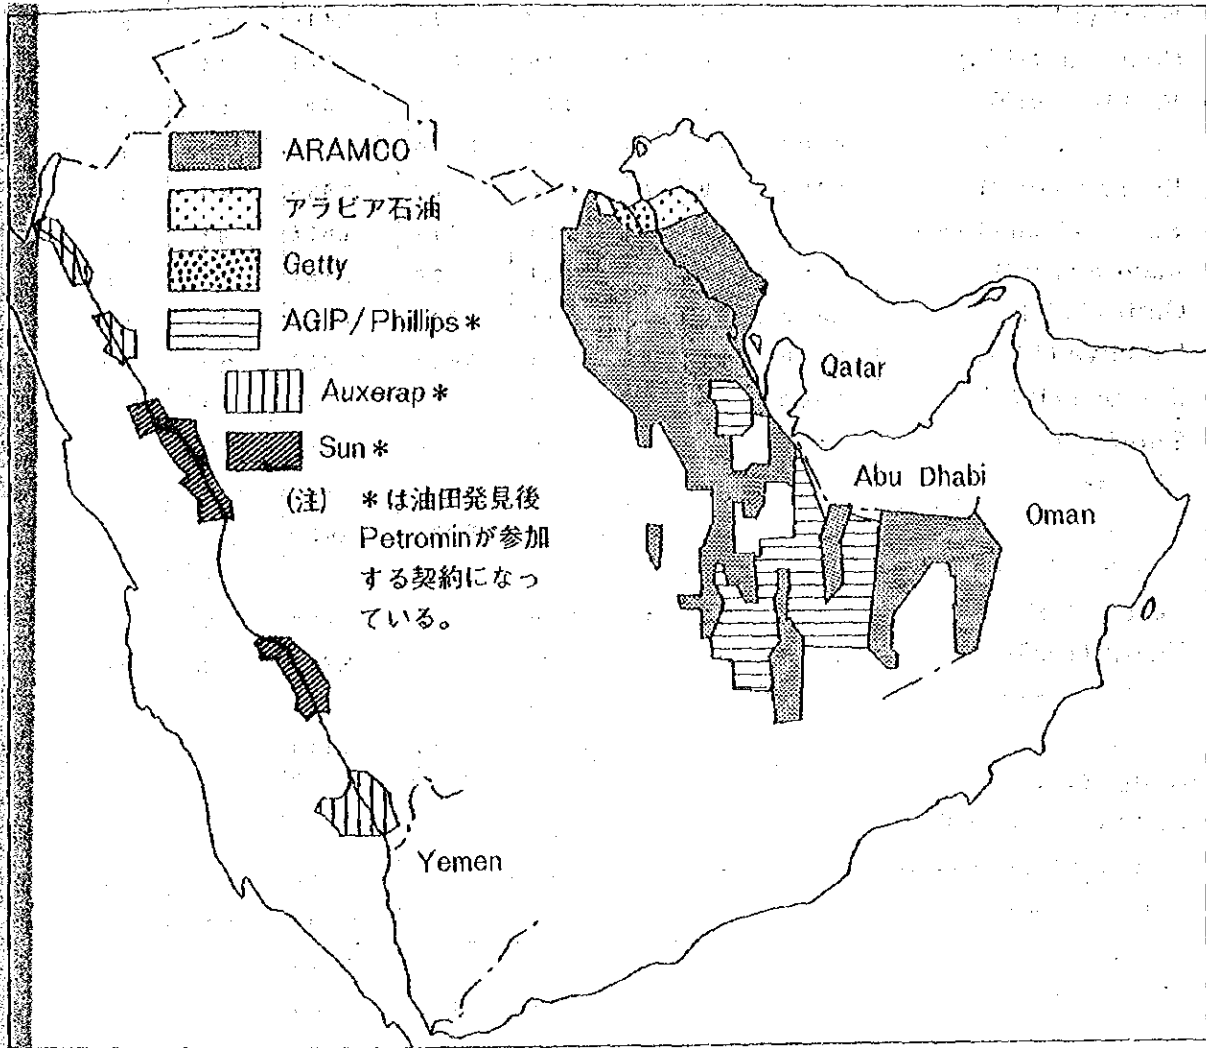 ARAMCO
アラビア石油
Getty
AGIP/Phillips*
Auxerap*
Sun*
(注) *は油田発見後
Petrominが参加
する契約になっ
ている。
Qatar
Abu Dhabi
Oman
Yemen